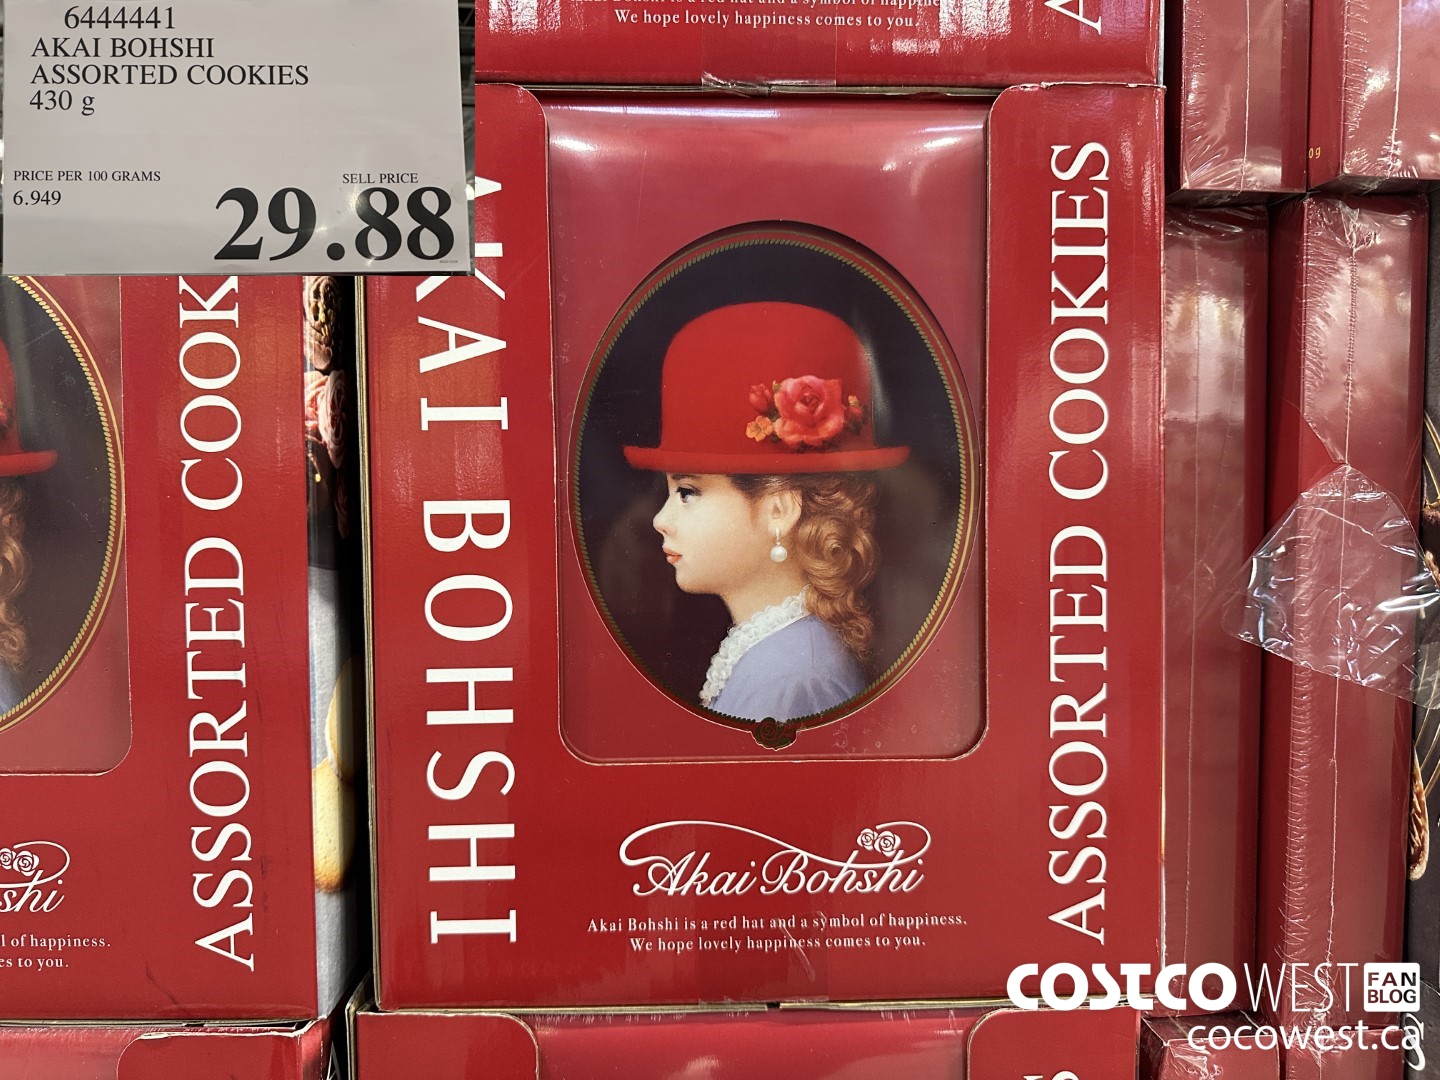 6444441
AKAI BOHSHI
ASSORTED COOKIES
430 g
PRICE PER 100 GRAMS
6.949
SELL PRICE
29.88
We hope lovely happiness comes to you.
AKAI BOHSHI
ASSORTED COOKIES
Akai Bohshi
Akai Bohshi is a red hat and a symbol of happiness.
We hope lovely happiness comes to you.
ASSORTED COOK
shi
l of happiness.
es to you.
COSTCO WEST FAN BLOG
cocowest.ca